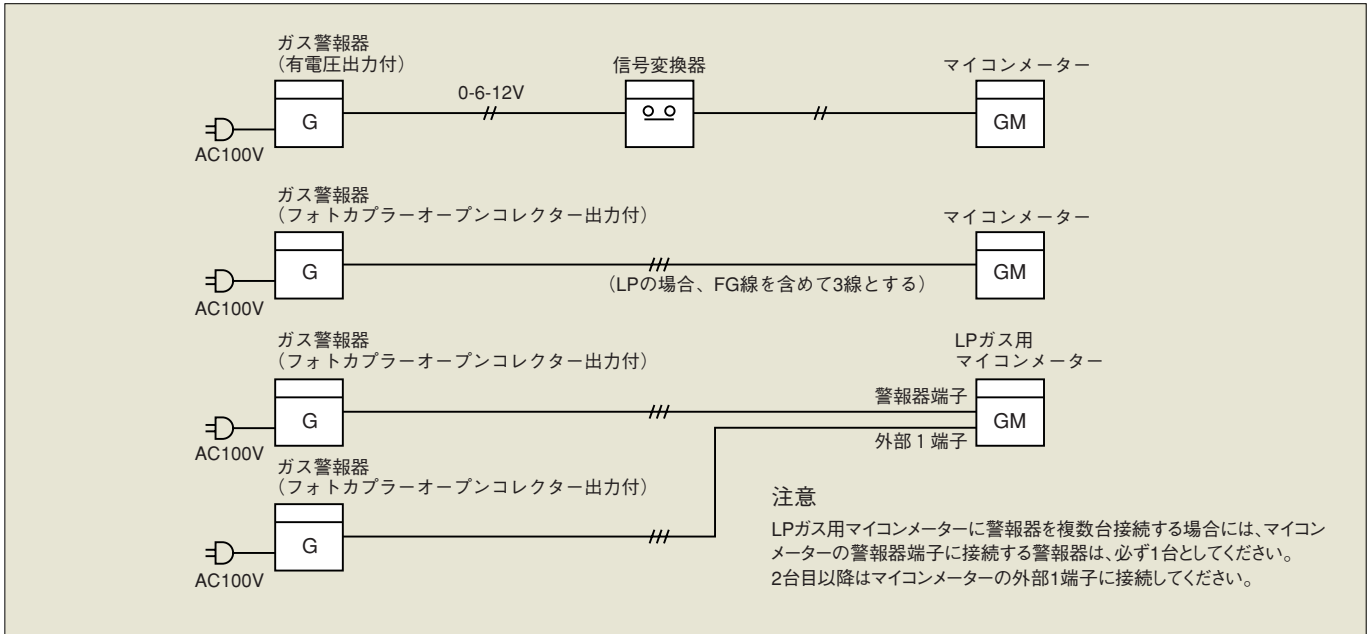 ガス警報器
（有電圧出力付）
信号変換器
マイコンメーター
0-6-12V
G
GM
AC100V
ガス警報器
（フォトカプラーオープンコレクター出力付）
マイコンメーター
G
GM
（LPの場合、FG線を含めて3線とする）
AC100V
ガス警報器
（フォトカプラーオープンコレクター出力付）
LPガス用
マイコンメーター
警報器端子
G
GM
外部１端子
AC100V
ガス警報器
（フォトカプラーオープンコレクター出力付）
G
AC100V
注意
LPガス用マイコンメーターに警報器を複数台接続する場合には、マイコン
メーターの警報器端子に接続する警報器は、必ず1台としてください。
2台目以降はマイコンメーターの外部1端子に接続してください。